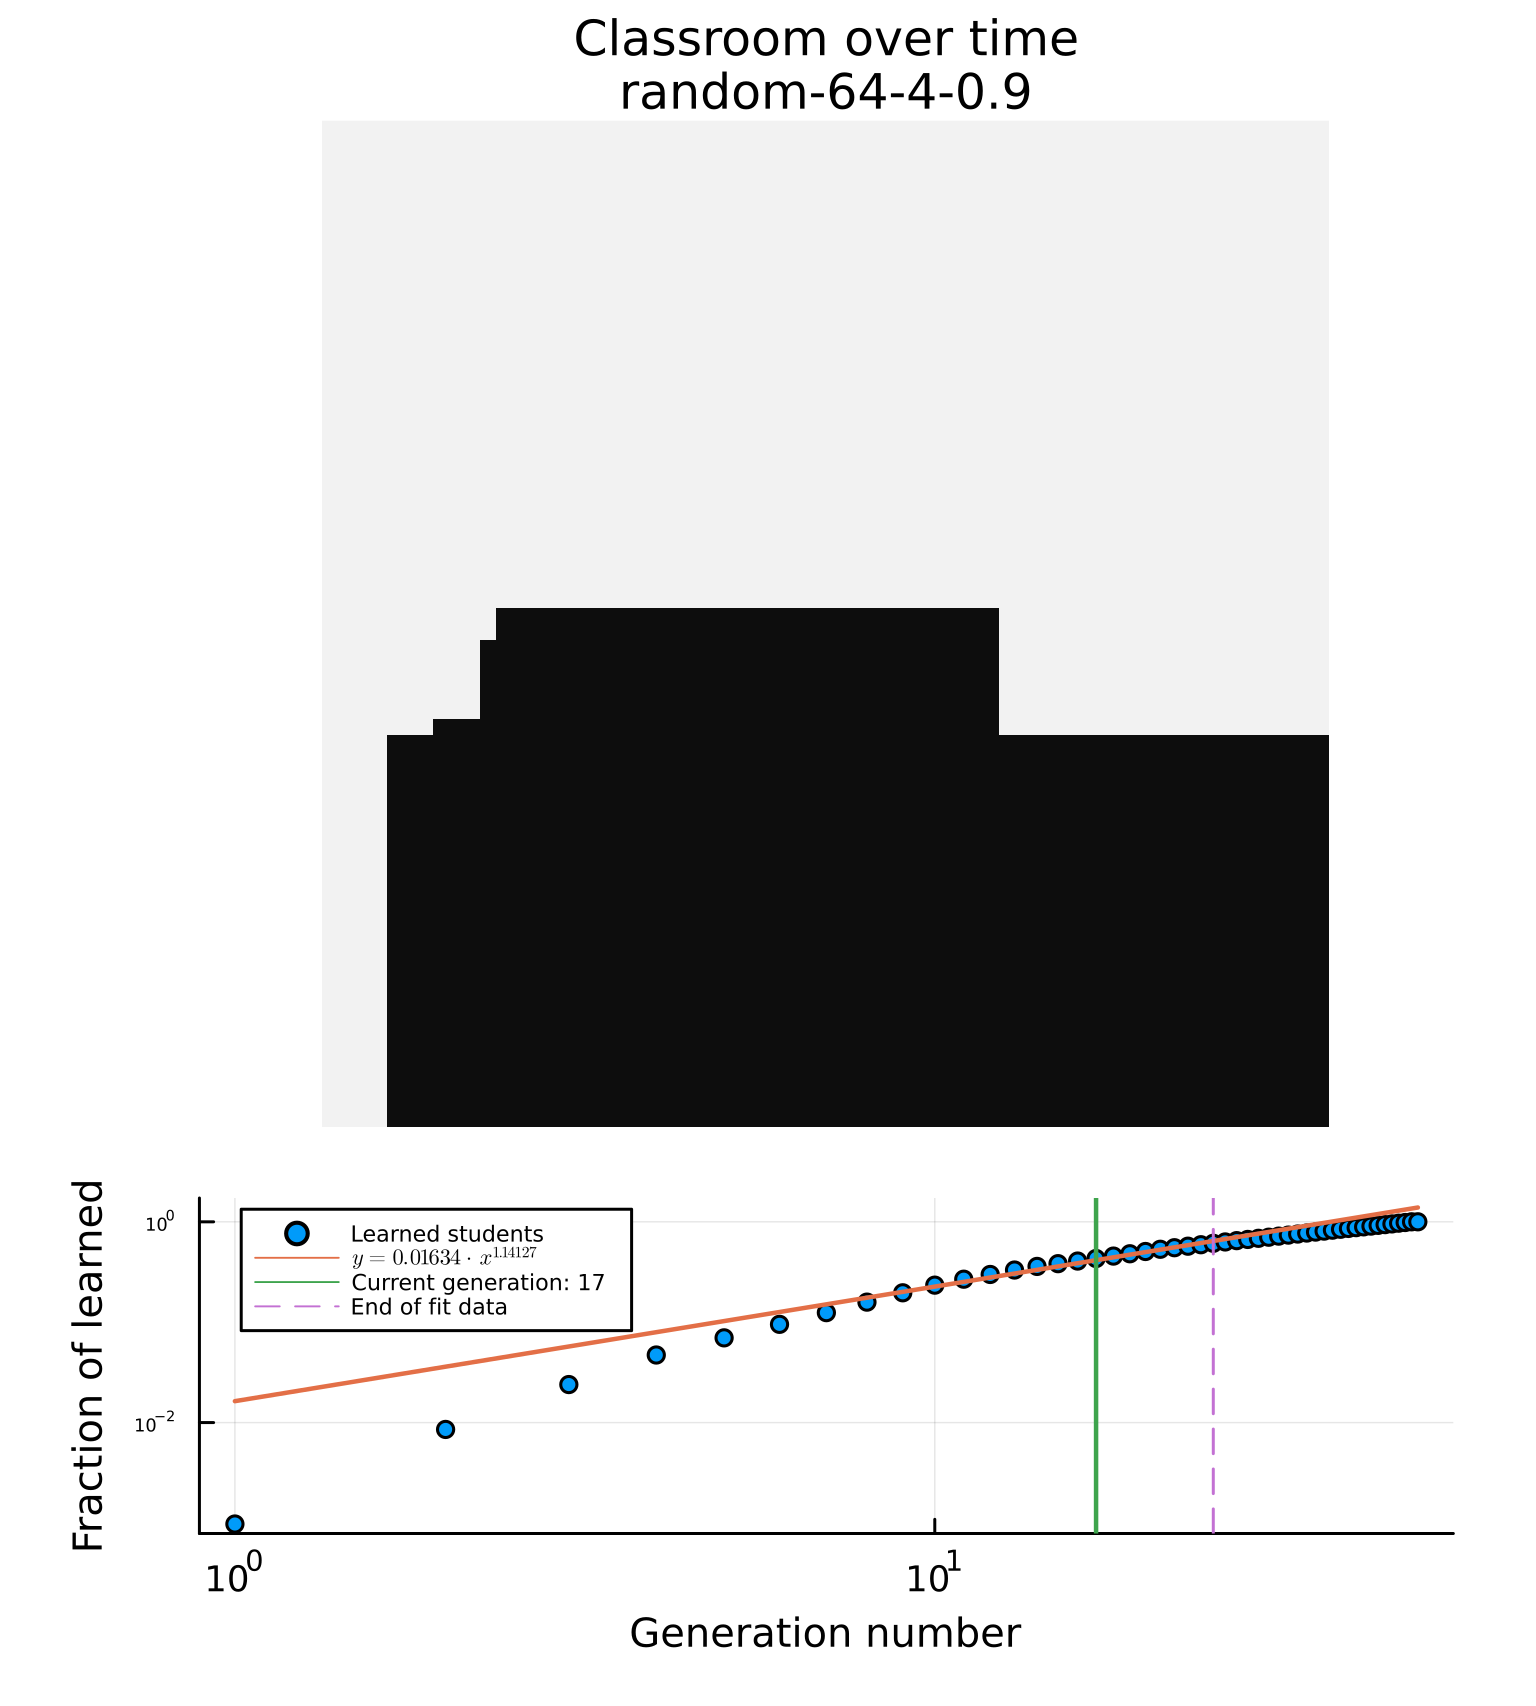 Classroom over time
random-64-4-0.9
Fraction of learned
10⁰
10⁻²
Learned students
y = 0.01634 · x^1.14127
Current generation: 17
End of fit data
10⁰
10¹
Generation number